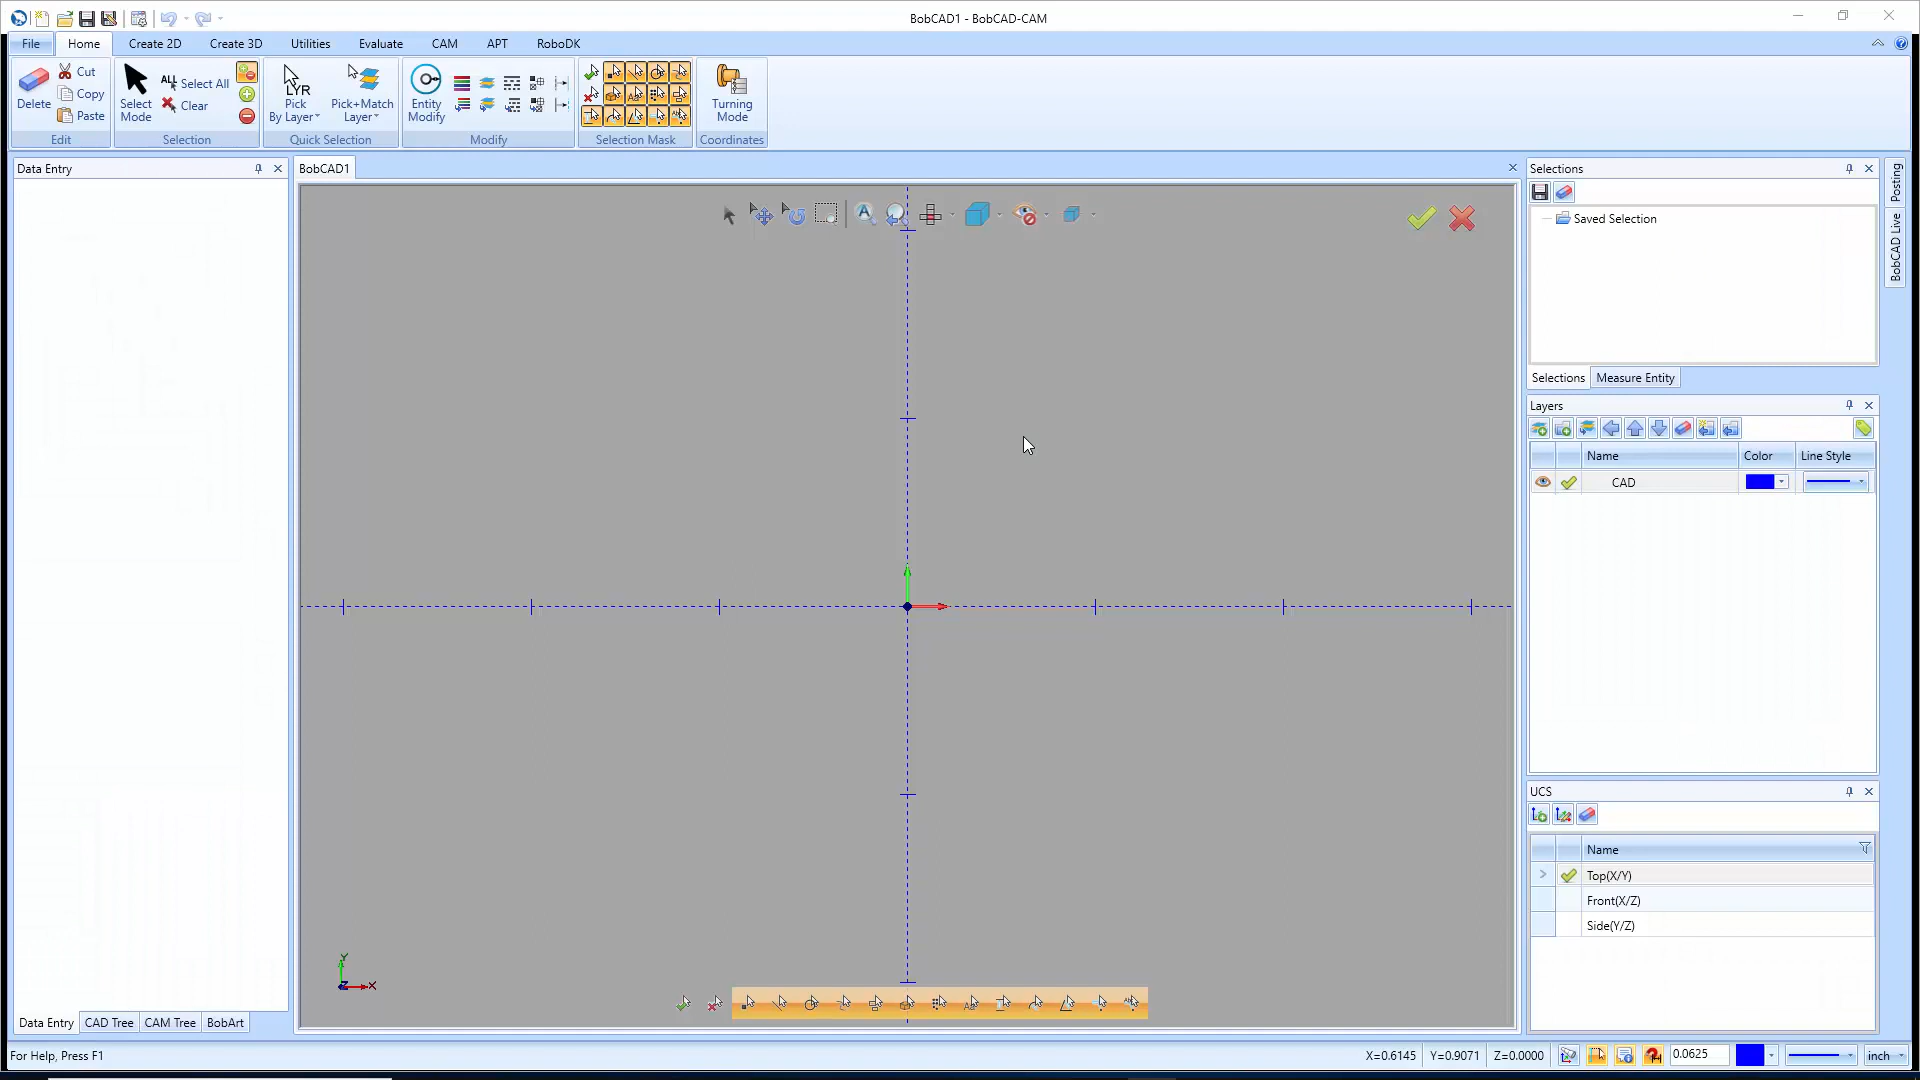 BobCAD1 - BobCAD-CAM
File Home Create 2D Create 3D Utilities Evaluate CAM APT RoboDK
Delete
Cut
Copy
Paste
Edit
Select Mode
ALL Select All
Clear
Selection
LYR
Pick By Layer
Pick+Match Layer
Quick Selection
Entity Modify
Modify
Selection Mask
Turning Mode
Coordinates
Data Entry
BobCAD1
Selections
Saved Selection
Selections Measure Entity
Posting
BobCAD Live
Layers
Name Color Line Style
CAD
UCS
Name
Top(X/Y)
Front(X/Z)
Side(Y/Z)
Y
Z X
Data Entry CAD Tree CAM Tree BobArt
For Help, Press F1
X=0.6145 Y=0.9071 Z=0.0000 0.0625 inch